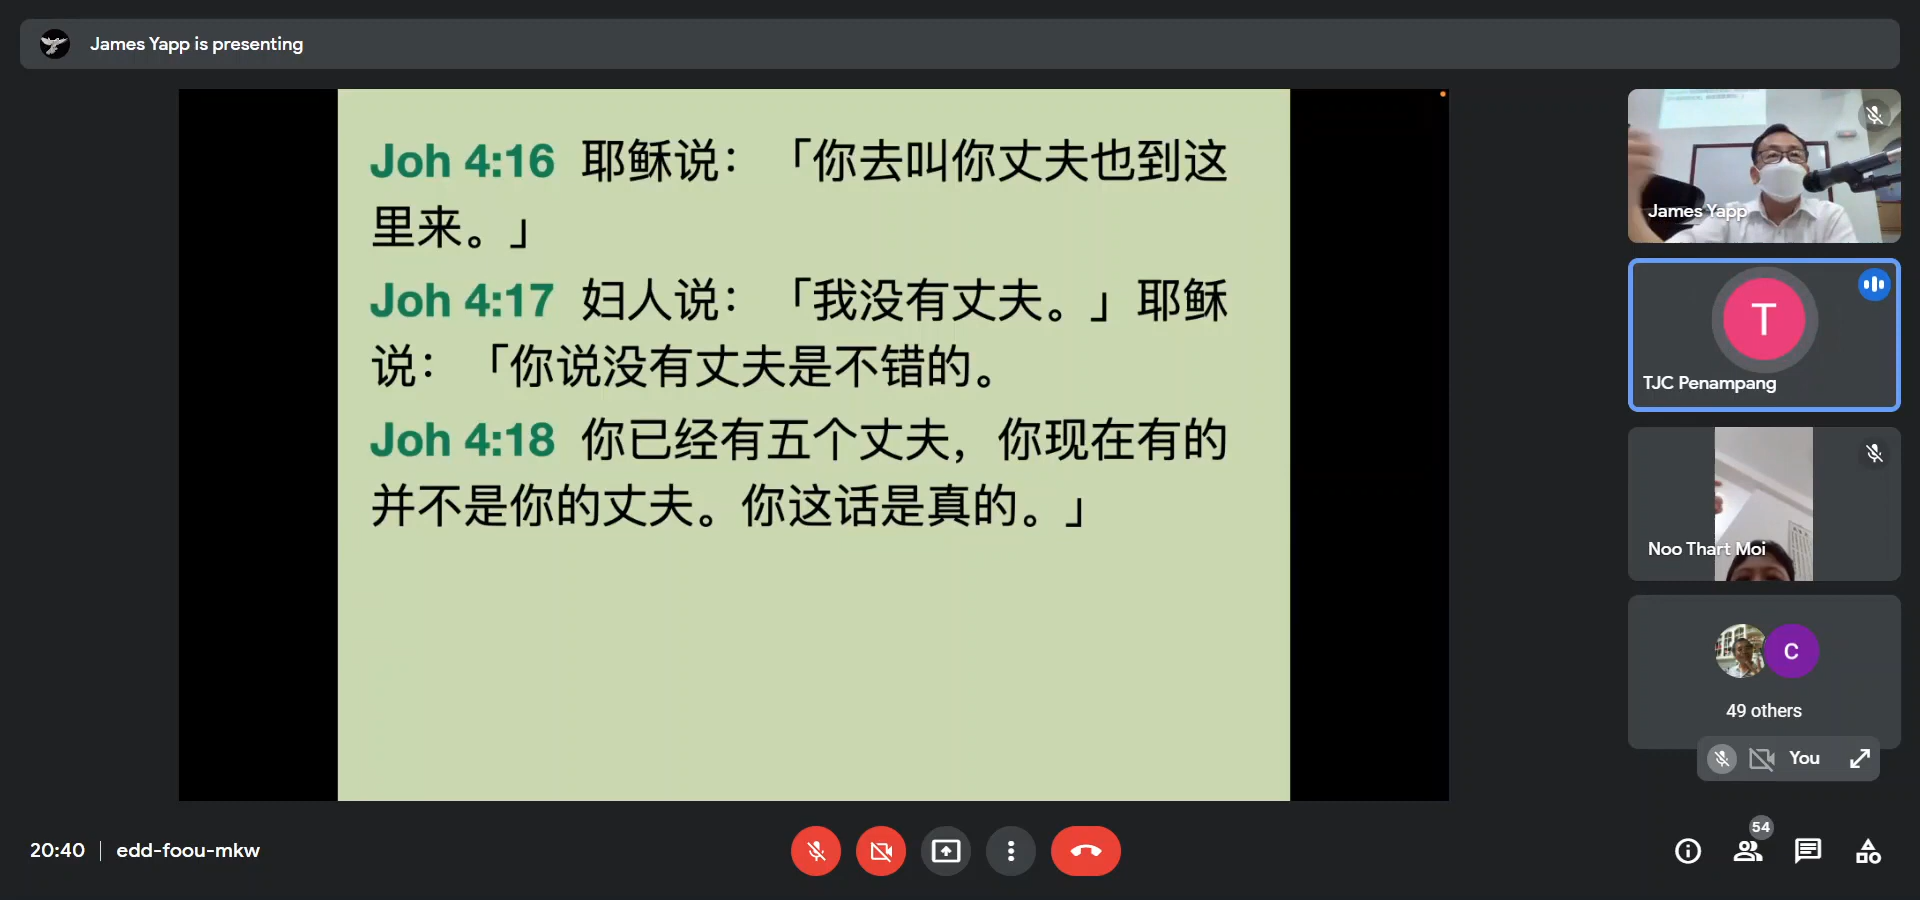 James Yapp is presenting
Joh 4:16 耶稣说：「你去叫你丈夫也到这
里来。」
Joh 4:17 妇人说：「我没有丈夫。」耶稣
说：「你说没有丈夫是不错的。
Joh 4:18 你已经有五个丈夫，你现在有的
并不是你的丈夫。你这话是真的。」
James Yapp
T
TJC Penampang
Noo Thart Moi
C
49 others
You
20:40 | edd-foou-mkw
54